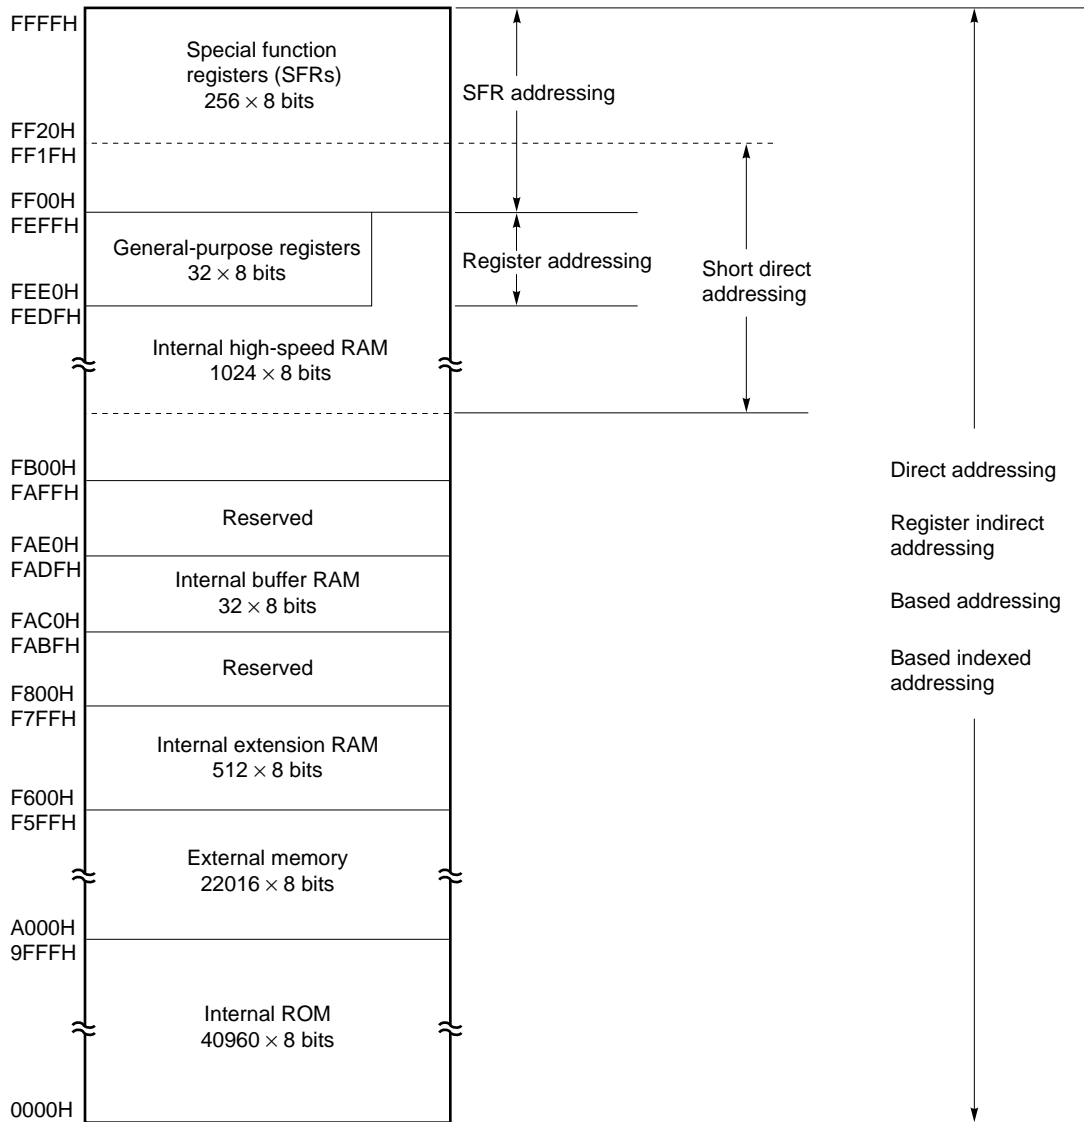 FFFFH
Special function
registers (SFRs)
256 × 8 bits
SFR addressing
FF20H
FF1FH
FF00H
FEFFH
General-purpose registers
32 × 8 bits
Register addressing
Short direct
addressing
FEE0H
FEDFH
Internal high-speed RAM
1024 × 8 bits
FB00H
FAFFH
Direct addressing
Reserved
Register indirect
addressing
FAE0H
FADFH
Internal buffer RAM
32 × 8 bits
Based addressing
FAC0H
FABFH
Reserved
Based indexed
addressing
F800H
F7FFH
Internal extension RAM
512 × 8 bits
F600H
F5FFH
External memory
22016 × 8 bits
A000H
9FFFH
Internal ROM
40960 × 8 bits
0000H